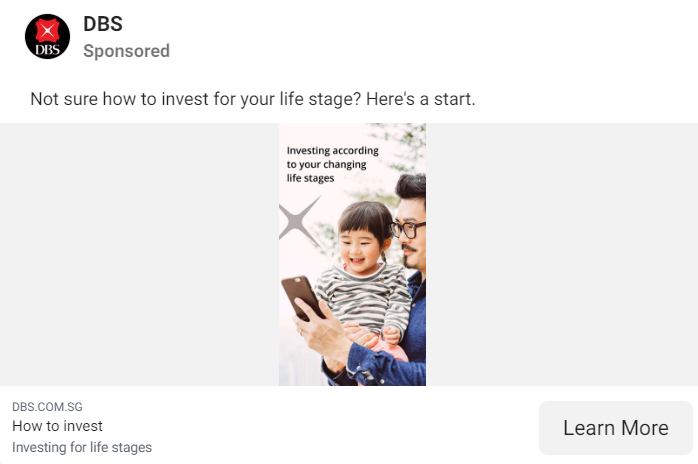 DBS
DBS
Sponsored
Not sure how to invest for your life stage? Here's a start.
Investing according
to your changing
life stages
DBS.COM.SG
How to invest
Investing for life stages
Learn More